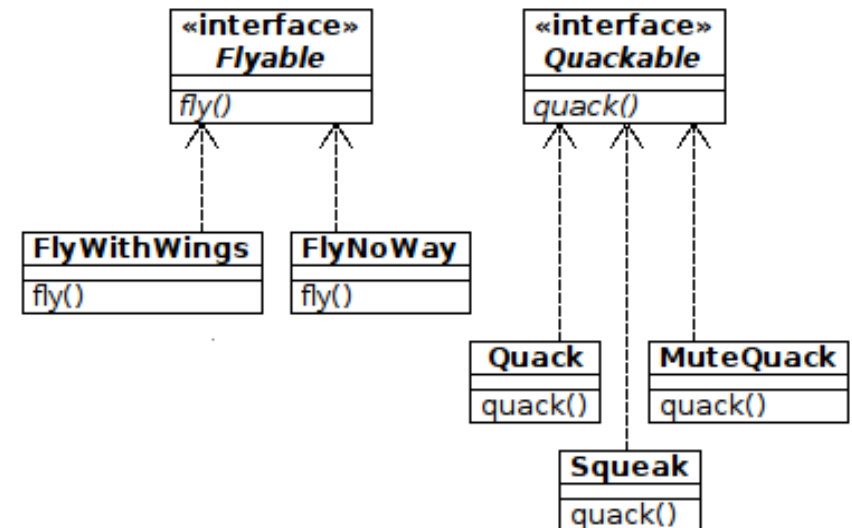 «interface»
Flyable
fly()
«interface»
Quackable
quack()
FlyWithWings
fly()
FlyNoWay
fly()
Quack
quack()
MuteQuack
quack()
Squeak
quack()